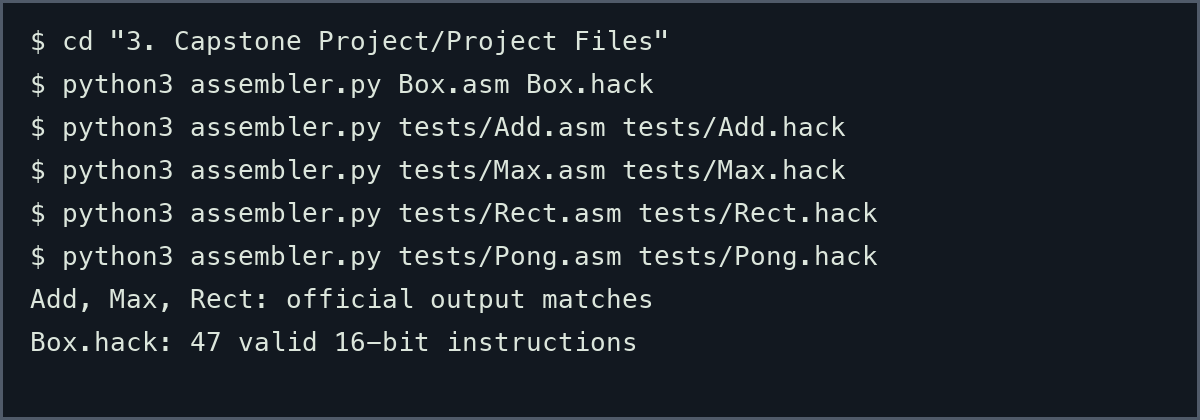 $ cd "3. Capstone Project/Project Files"
$ python3 assembler.py Box.asm Box.hack
$ python3 assembler.py tests/Add.asm tests/Add.hack
$ python3 assembler.py tests/Max.asm tests/Max.hack
$ python3 assembler.py tests/Rect.asm tests/Rect.hack
$ python3 assembler.py tests/Pong.asm tests/Pong.hack
Add, Max, Rect: official output matches
Box.hack: 47 valid 16−bit instructions